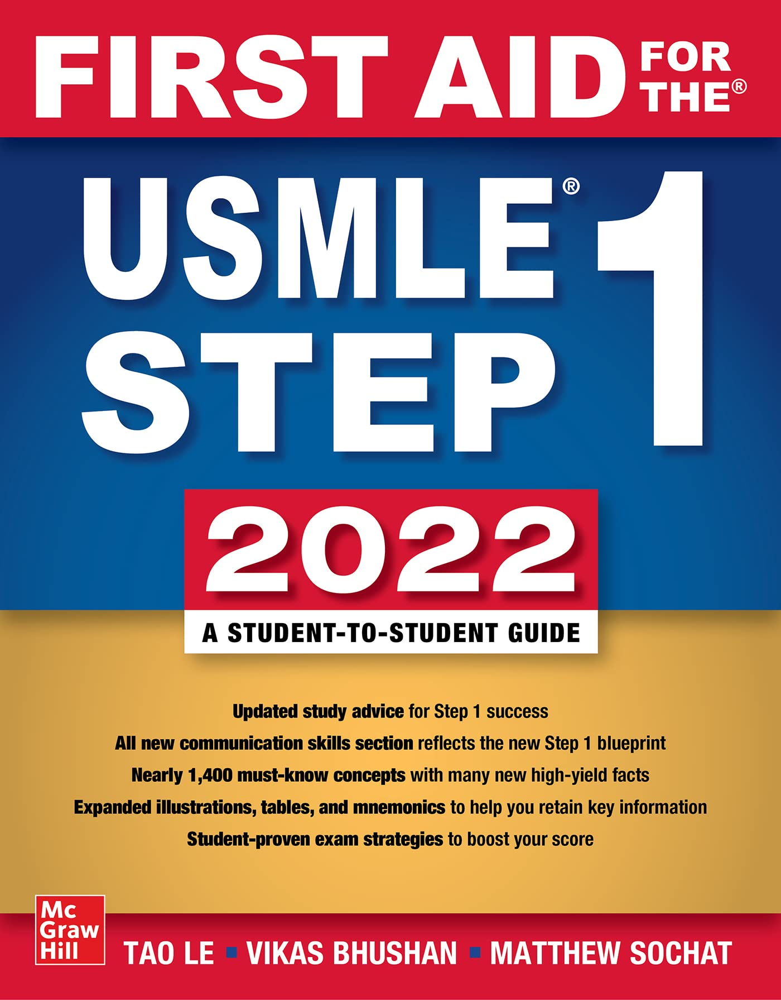 FIRST AID FOR THE®
USMLE® 1
STEP
2022
A STUDENT-TO-STUDENT GUIDE
Updated study advice for Step 1 success
All new communication skills section reflects the new Step 1 blueprint
Nearly 1,400 must-know concepts with many new high-yield facts
Expanded illustrations, tables, and mnemonics to help you retain key information
Student-proven exam strategies to boost your score
Mc
Graw
Hill
TAO LE ▪ VIKAS BHUSHAN ▪ MATTHEW SOCHAT